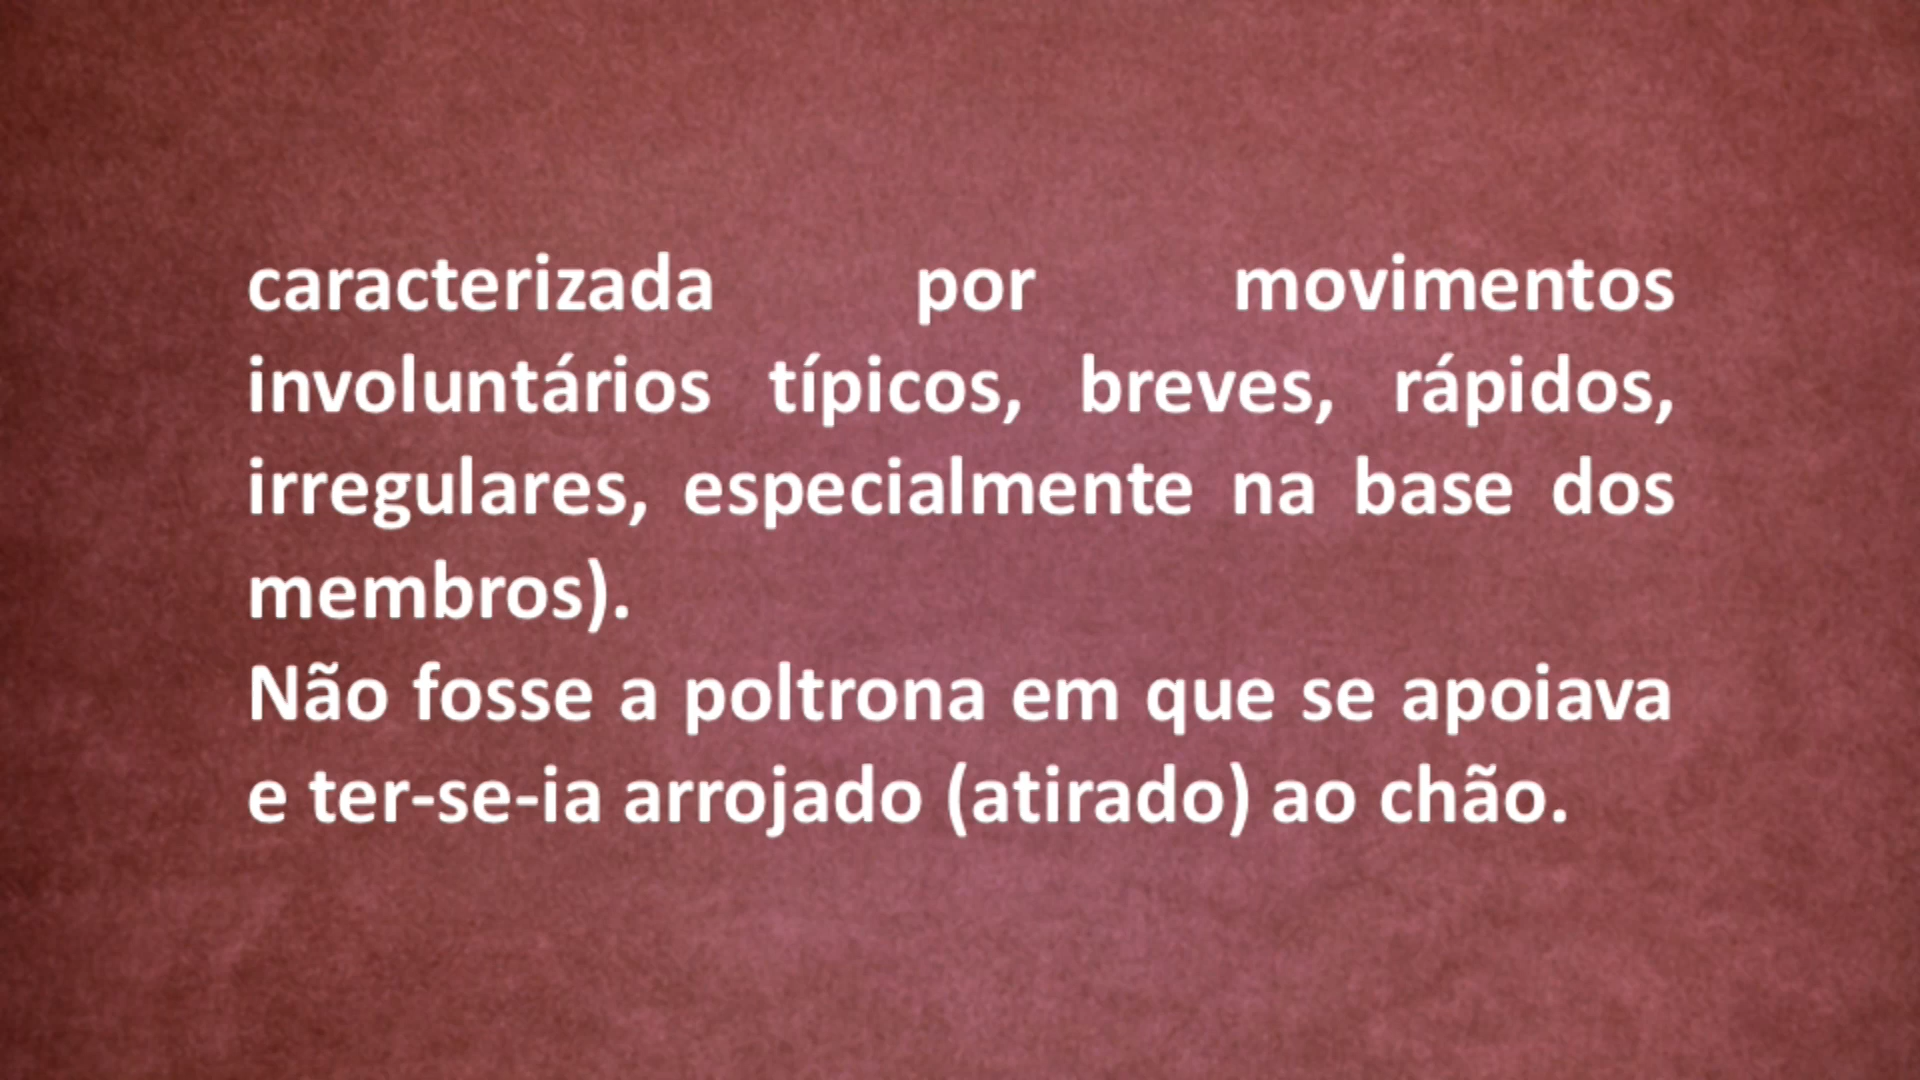 caracterizada por movimentos
involuntários típicos, breves, rápidos,
irregulares, especialmente na base dos
membros).
Não fosse a poltrona em que se apoiava
e ter-se-ia arrojado (atirado) ao chão.